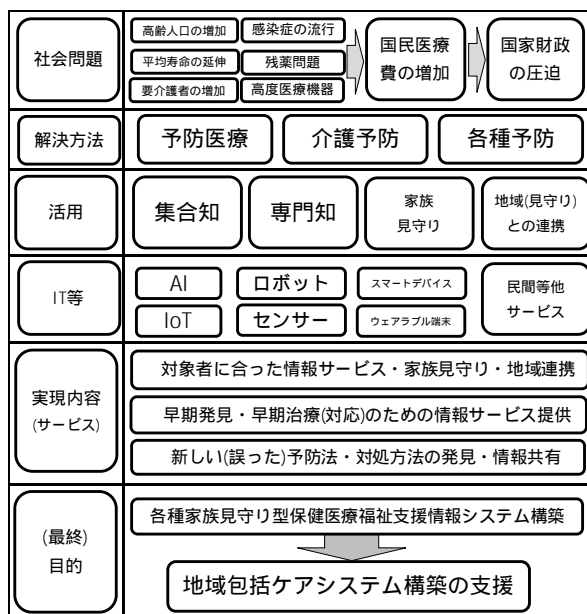 社会問題
高齢人口の増加
感染症の流行
平均寿命の延伸
残薬問題
要介護者の増加
高度医療機器
国民医療
費の増加
国家財政
の圧迫
解決方法
予防医療
介護予防
各種予防
活用
集合知
専門知
家族
見守り
地域(見守り)
との連携
IT等
AI
ロボット
スマートデバイス
IoT
センサー
ウェアラブル端末
民間等他
サービス
実現内容
(サービス)
対象者に合った情報サービス・家族見守り・地域連携
早期発見・早期治療(対応)のための情報サービス提供
新しい(誤った)予防法・対処方法の発見・情報共有
(最終)
目的
各種家族見守り型保健医療福祉支援情報システム構築
地域包括ケアシステム構築の支援